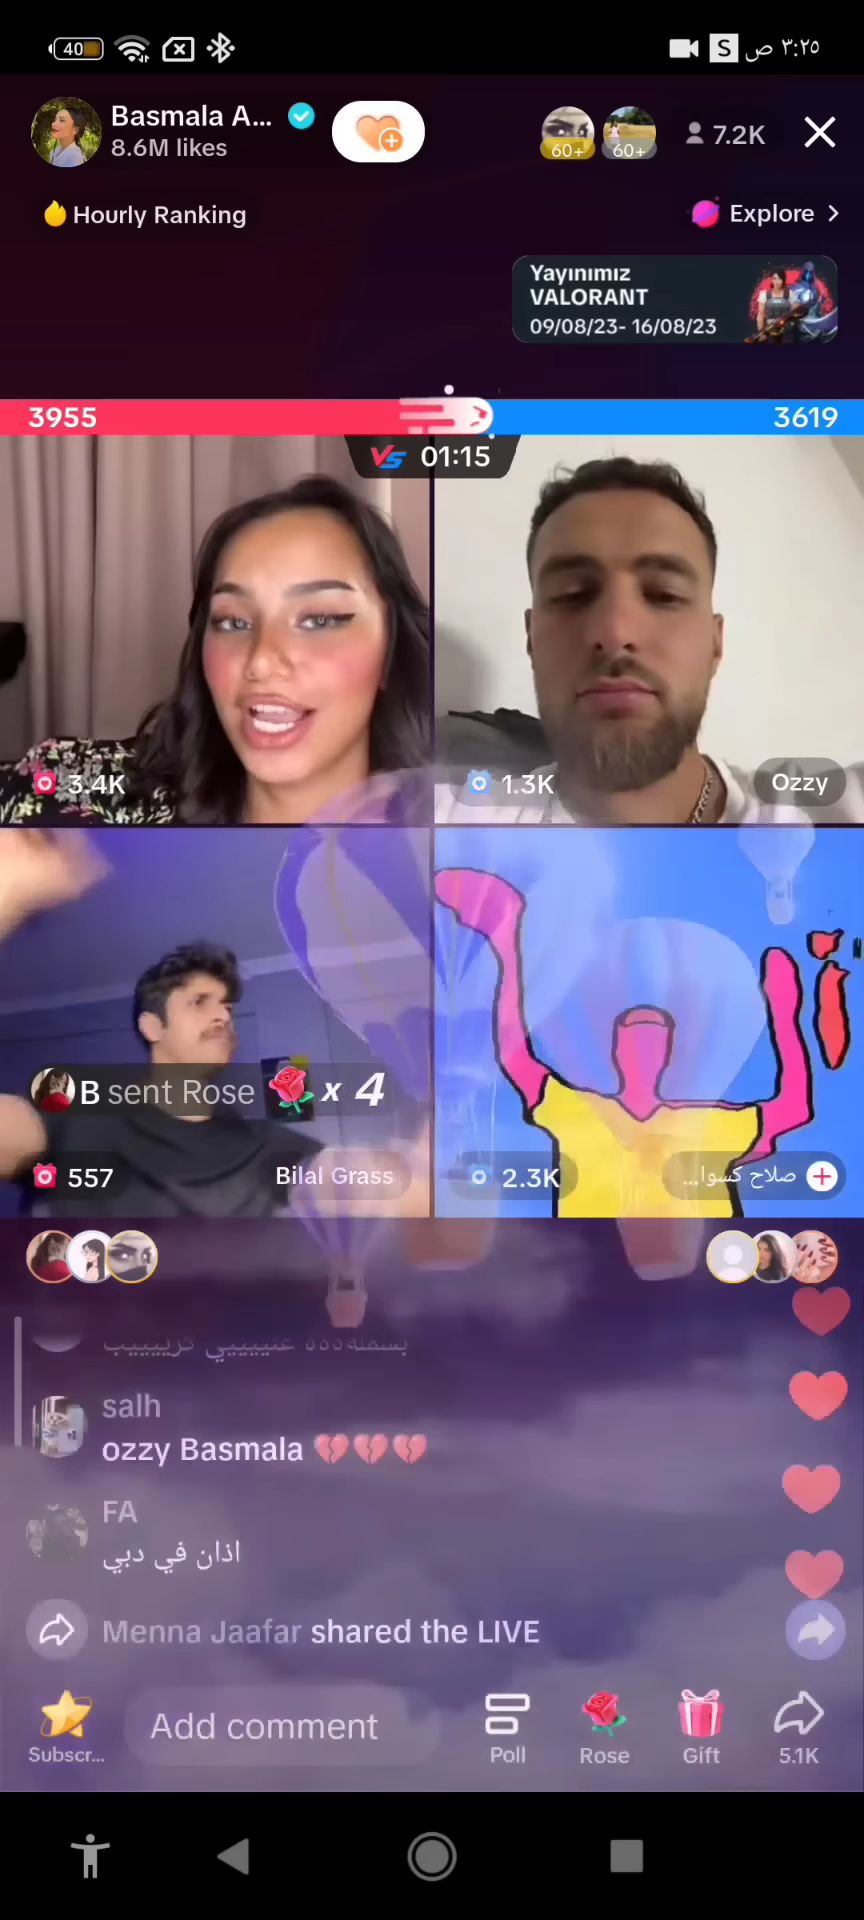 40
S
٣:٢٥ ص
Basmala A...
8.6M likes
60+
60+
7.2K
Hourly Ranking
Explore
Yayınımız
VALORANT
09/08/23- 16/08/23
3955
3619
VS 01:15
3.4K
1.3K
Ozzy
B sent Rose x 4
557
Bilal Grass
2.3K
صلاح كسوا...
salh
ozzy Basmala 💔💔💔
FA
اذان في دبي
Menna Jaafar shared the LIVE
Subscr...
Add comment
Poll
Rose
Gift
5.1K